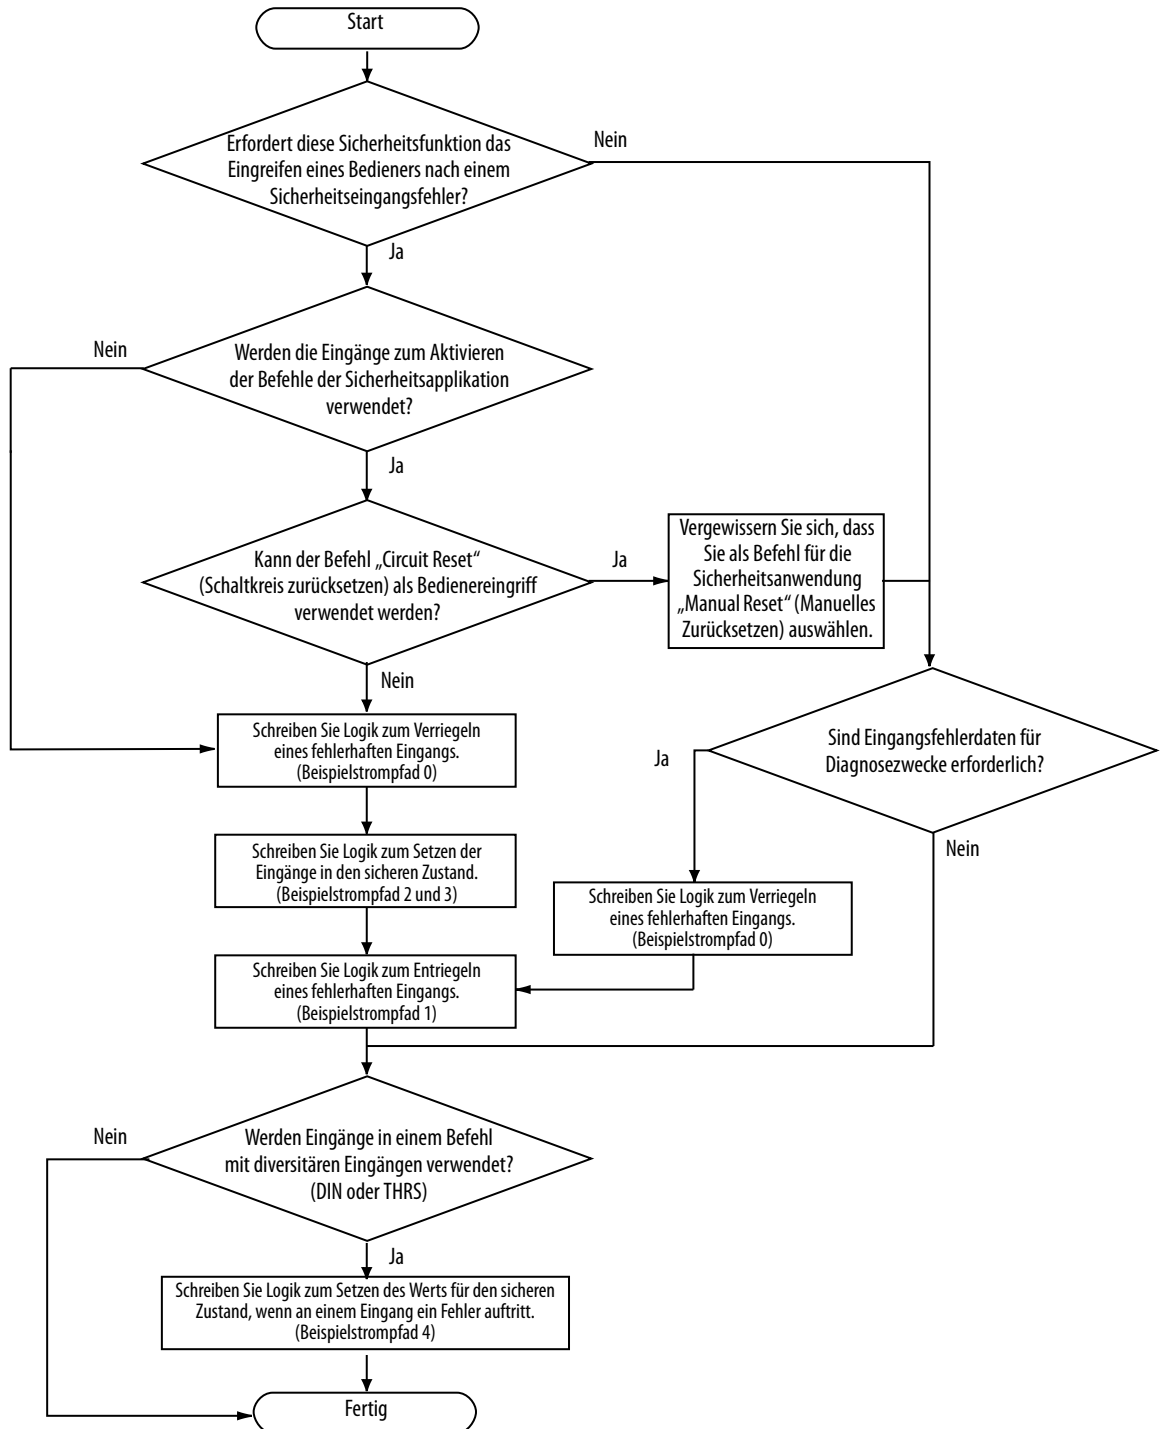 Start
Erfordert diese Sicherheitsfunktion das
Eingreifen eines Bedieners nach einem
Sicherheitseingangsfehler?
Nein
Ja
Nein
Werden die Eingänge zum Aktivieren
der Befehle der Sicherheitsapplikation
verwendet?
Ja
Kann der Befehl „Circuit Reset“
(Schaltkreis zurücksetzen) als Bedienereingriff
verwendet werden?
Ja
Vergewissern Sie sich, dass
Sie als Befehl für die
Sicherheitsanwendung
„Manual Reset“ (Manuelles
Zurücksetzen) auswählen.
Nein
Schreiben Sie Logik zum Verriegeln
eines fehlerhaften Eingangs.
(Beispielstrompfad 0)
Sind Eingangsfehlerdaten für
Diagnosezwecke erforderlich?
Ja
Nein
Schreiben Sie Logik zum Setzen der
Eingänge in den sicheren Zustand.
(Beispielstrompfad 2 und 3)
Schreiben Sie Logik zum Verriegeln
eines fehlerhaften Eingangs.
(Beispielstrompfad 0)
Schreiben Sie Logik zum Entriegeln
eines fehlerhaften Eingangs.
(Beispielstrompfad 1)
Nein
Werden Eingänge in einem Befehl
mit diversitären Eingängen verwendet?
(DIN oder THRS)
Ja
Schreiben Sie Logik zum Setzen des Werts für den sicheren
Zustand, wenn an einem Eingang ein Fehler auftritt.
(Beispielstrompfad 4)
Fertig